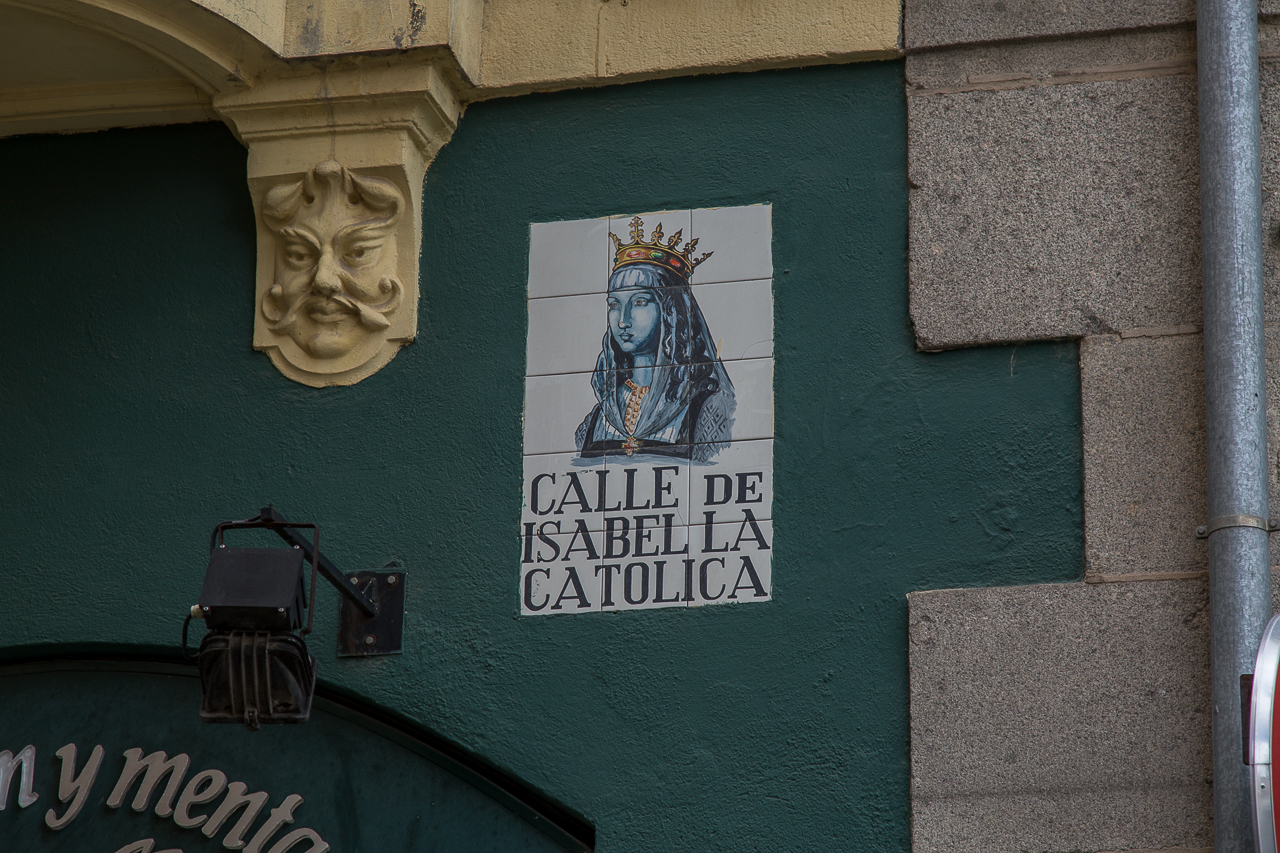 CALLE DE
ISABEL LA
CATOLICA
y menta